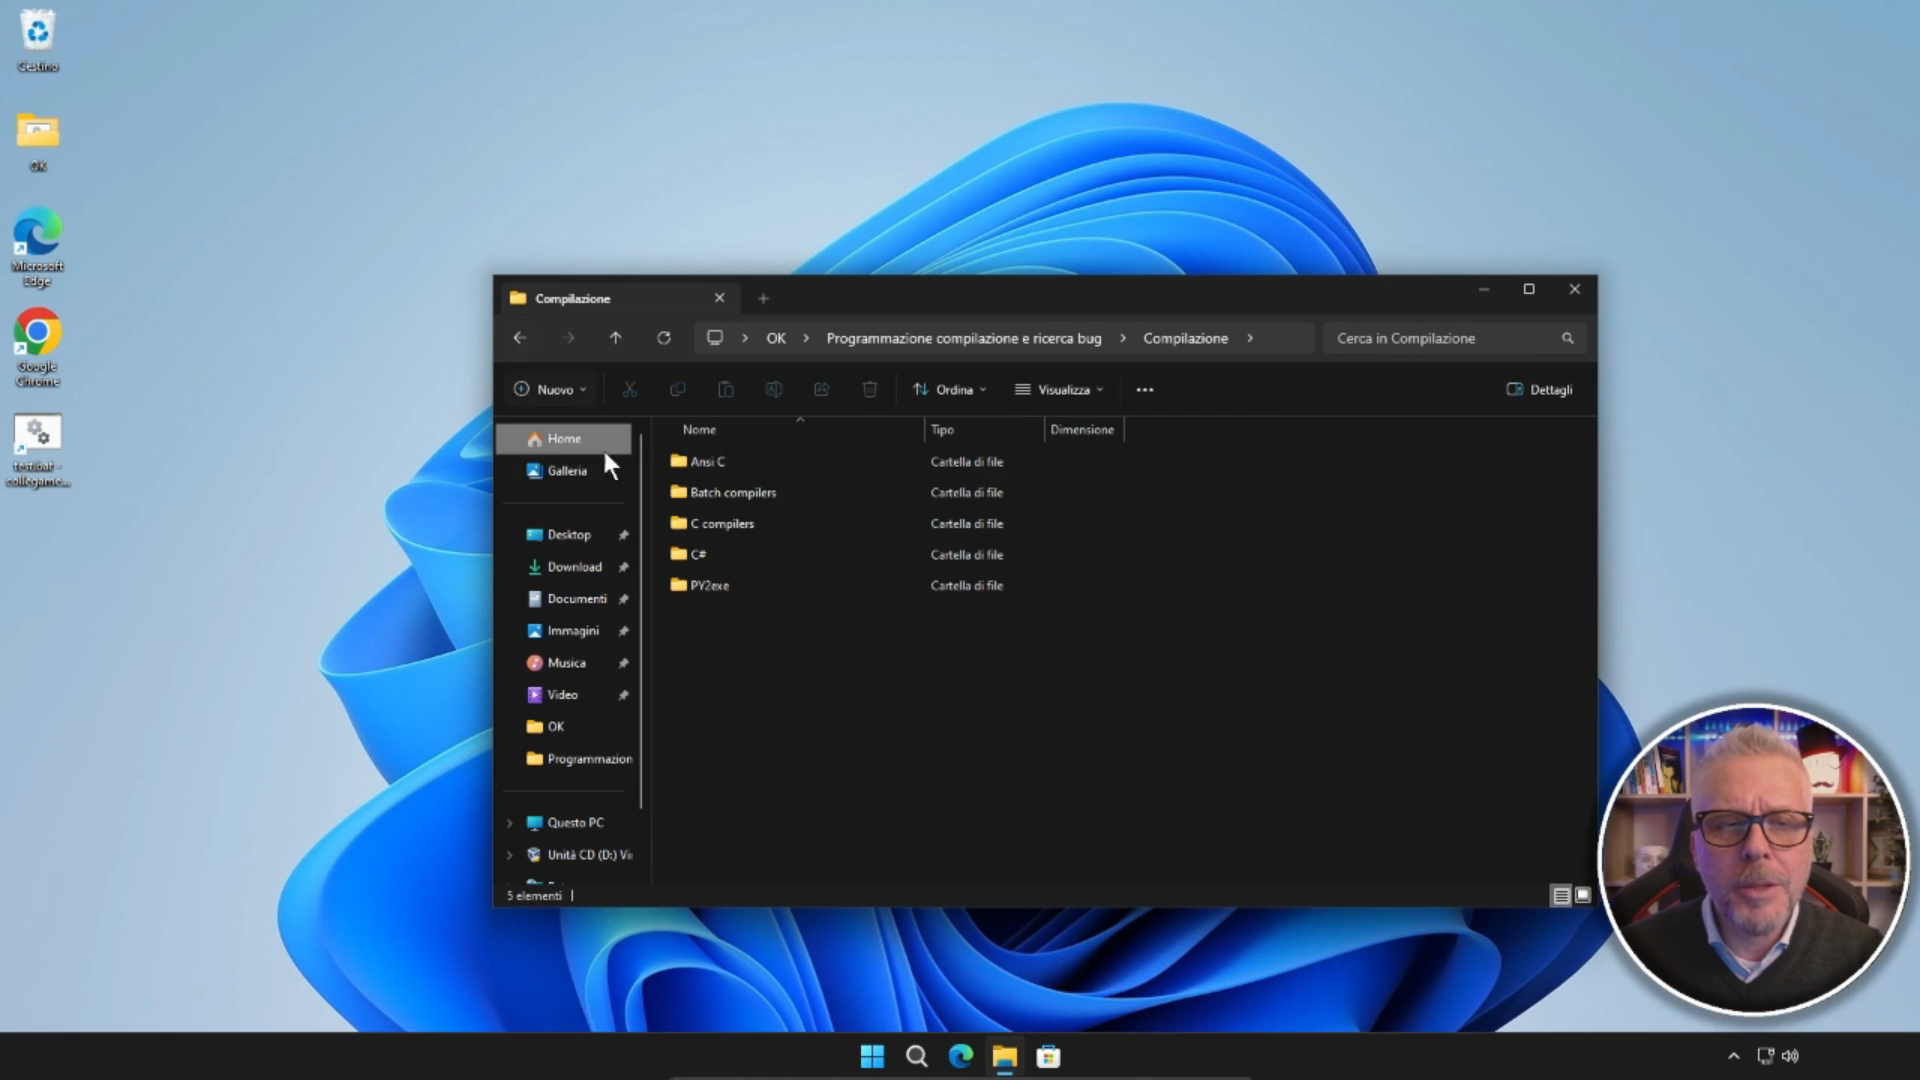 Cestino
OK
Microsoft
Edge
Google
Chrome
collegame...
Compilazione
OK
Programmazione compilazione e ricerca bug
Compilazione
Cerca in Compilazione
Nuovo
Ordina
Visualizza
Dettagli
Home
Galleria
Desktop
Download
Documenti
Immagini
Musica
Video
OK
Programmazion
Questo PC
Unità CD (D:) Vi
Nome
Tipo
Dimensione
Ansi C
Cartella di file
Batch compilers
Cartella di file
C compilers
Cartella di file
C#
Cartella di file
PY2exe
Cartella di file
5 elementi